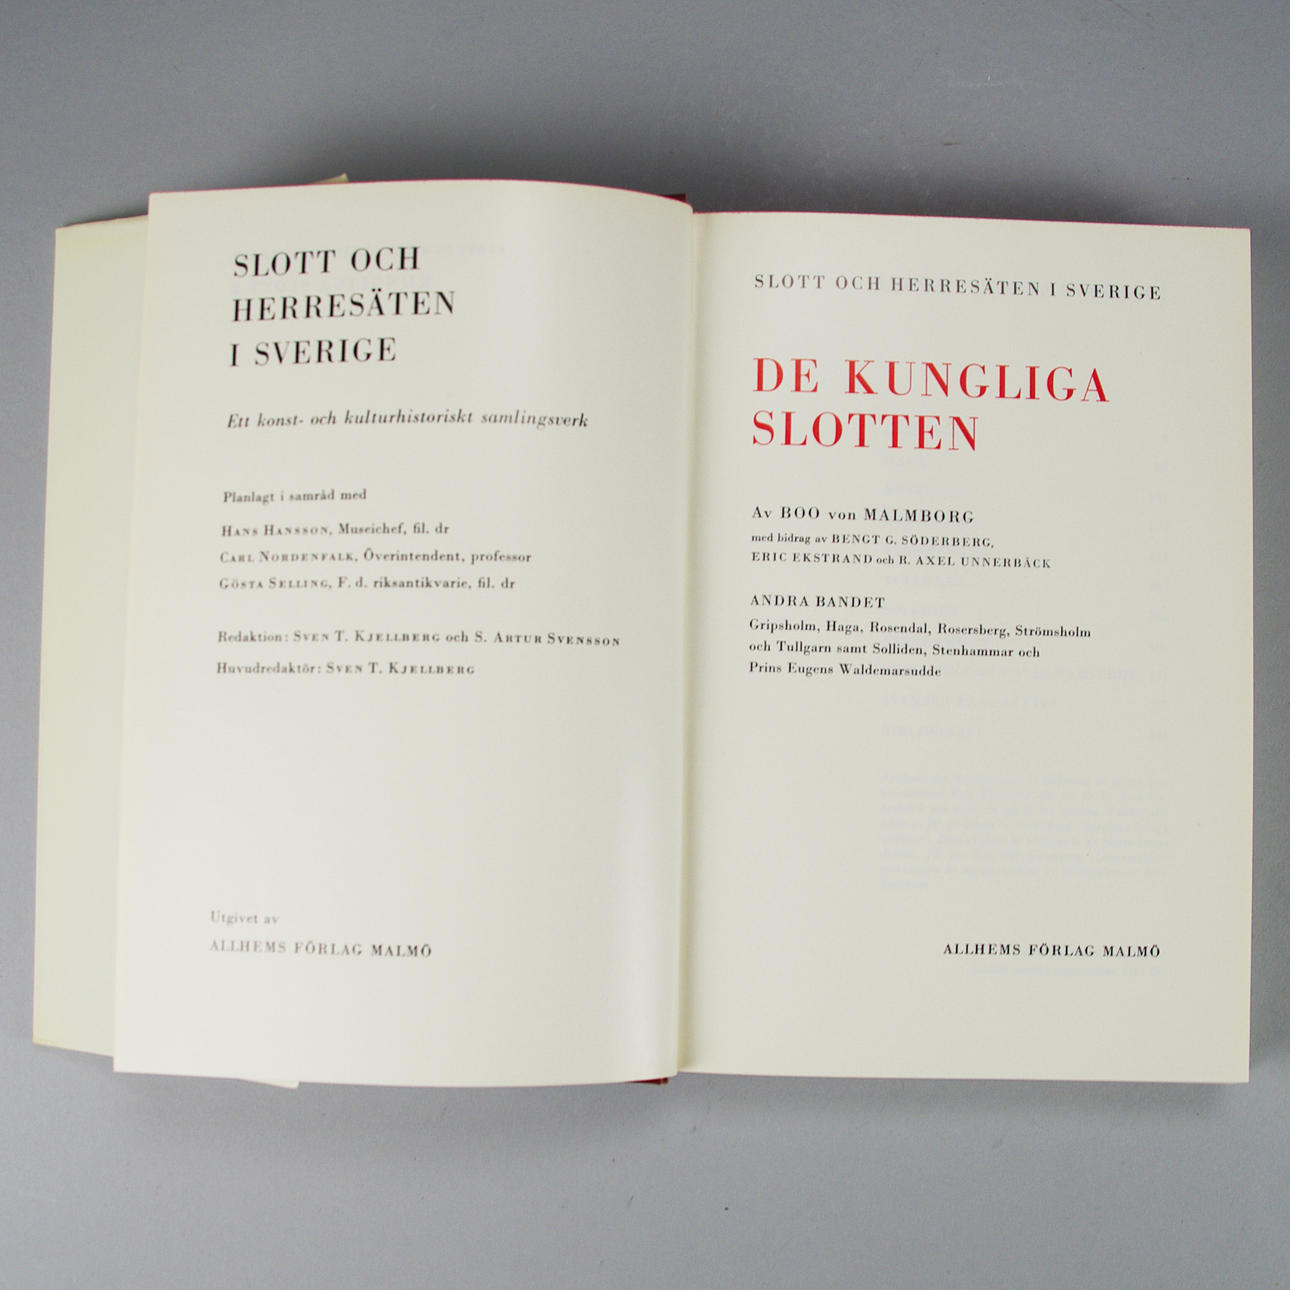 SLOTT OCH
HERRESÄTEN
I SVERIGE
Ett konst- och kulturhistoriskt samlingsverk
Planlagt i samråd med
HANS HANSSON, Museichef, fil. dr
CARL NORDENFALK, Överintendent, professor
GÖSTA SELLING, F. d. riksantikvarie, fil. dr
Redaktion: SVEN T. KJELLBERG och S. ARTUR SVENSSON
Huvudredaktör: SVEN T. KJELLBERG
Utgivet av
ALLHEMS FÖRLAG MALMÖ
SLOTT OCH HERRESÄTEN I SVERIGE
DE KUNGLIGA
SLOTTEN
Av BOO von MALMBORG
med bidrag av BENGT G. SÖDERBERG,
ERIC EKSTRAND och R. AXEL UNNERBÄCK
ANDRA BANDET
Gripsholm, Haga, Rosendal, Rosersberg, Strömsholm
och Tullgarn samt Solliden, Stenhammar och
Prins Eugens Waldemarsudde
ALLHEMS FÖRLAG MALMÖ